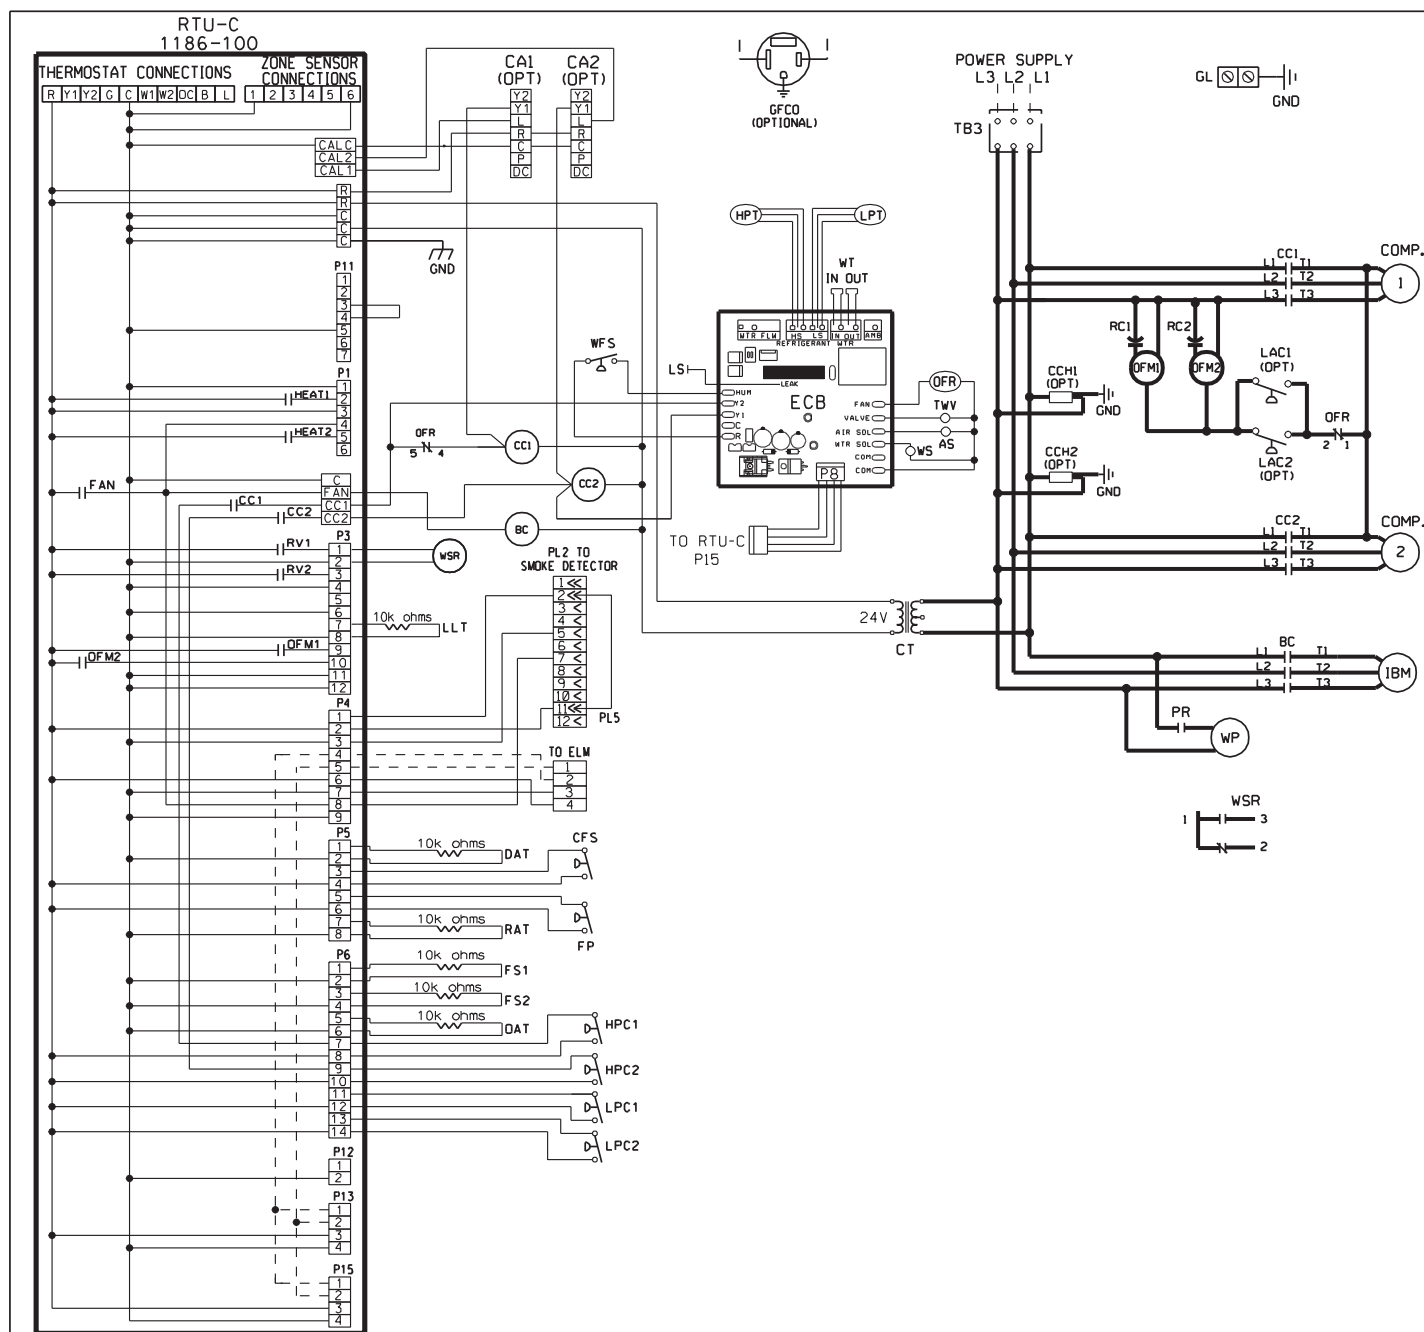 RTU-C
1186-100
THERMOSTAT CONNECTIONS
ZONE SENSOR
CONNECTIONS
R Y1 Y2 G C W1 W2 OC B L
1 2 3 4 5 6
CALC
CAL2
CAL1
R
R
C
C
C
GND
P11
1
2
3
4
5
6
7
P1
1
HEAT1 2
3
4
HEAT2 5
6
C
FAN FAN
CC1 CC1
CC2 CC2
P3
RV1 1
2
RV2 3
4
5
6
7
8
OFM1 9
OFM2 10
11
12
10k ohms
LLT
P4
1
2
3
4
5
6
7
8
9
P5
1
2
3
4
5
6
7
8
10k ohms
DAT
10k ohms
RAT
CFS
FP
P6
1
2
3
4
5
6
7
8
9
10
11
12
13
14
10k ohms
FS1
10k ohms
FS2
10k ohms
OAT
HPC1
HPC2
LPC1
LPC2
P12
1
2
P13
1
2
3
4
P15
1
2
3
4
CA1
(OPT)
Y2
Y1
L
R
C
P
DC
CA2
(OPT)
Y2
Y1
L
R
C
P
DC
WFS
OFR
5 4
CC1
CC2
BC
WSR
PL2 TO
SMOKE DETECTOR
1
2
3
4
5
6
7
8
9
10
11
12
PL5
TO ELM
1
2
3
4
GFCO
(OPTIONAL)
HPT
LPT
WT
IN OUT
WTR FLW
HS LS
IN OUT
AMB
REFRIGERANT WTR
LS
LEAK
HUM
Y2
Y1
C
R
ECB
FAN
VALVE
AIR SOL
WTR SOL
COM
COM
P8
OFR
TWV
AS
WS
TO RTU-C
P15
24V
CT
POWER SUPPLY
L3 L2 L1
TB3
GL
GND
CC1
L1 T1
L2 T2
L3 T3
COMP.
1
RC1
RC2
OFM1
OFM2
LAC1
(OPT)
LAC2
(OPT)
OFR
2 1
CCH1
(OPT)
GND
CCH2
(OPT)
GND
CC2
L1 T1
L2 T2
L3 T3
COMP.
2
BC
L1 T1
L2 T2
L3 T3
IBM
PR
WP
WSR
1 3
2